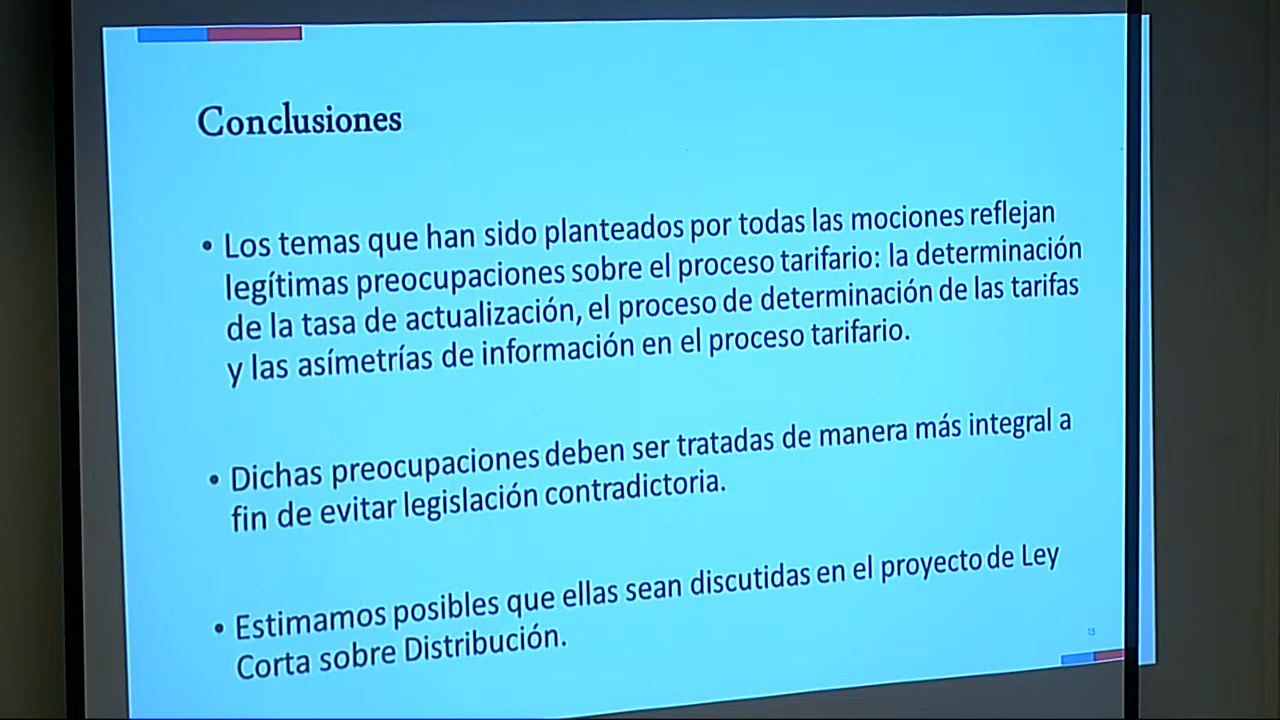 Conclusiones
• Los temas que han sido planteados por todas las mociones reflejan
legítimas preocupaciones sobre el proceso tarifario: la determinación
de la tasa de actualización, el proceso de determinación de las tarifas
y las asímetrías de información en el proceso tarifario.
• Dichas preocupaciones deben ser tratadas de manera más integral a
fin de evitar legislación contradictoria.
• Estimamos posibles que ellas sean discutidas en el proyecto de Ley
Corta sobre Distribución.